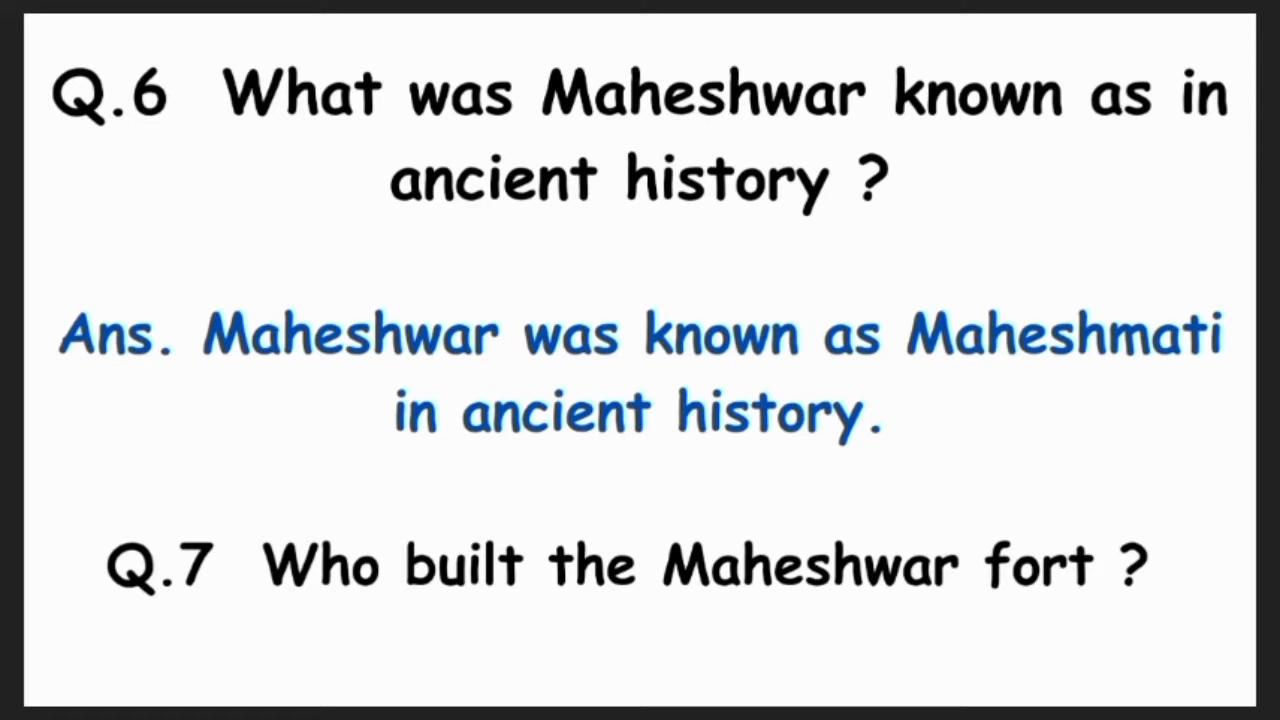 Q.6 What was Maheshwar known as in
ancient history ?
Ans. Maheshwar was known as Maheshmati
in ancient history.
Q.7 Who built the Maheshwar fort ?